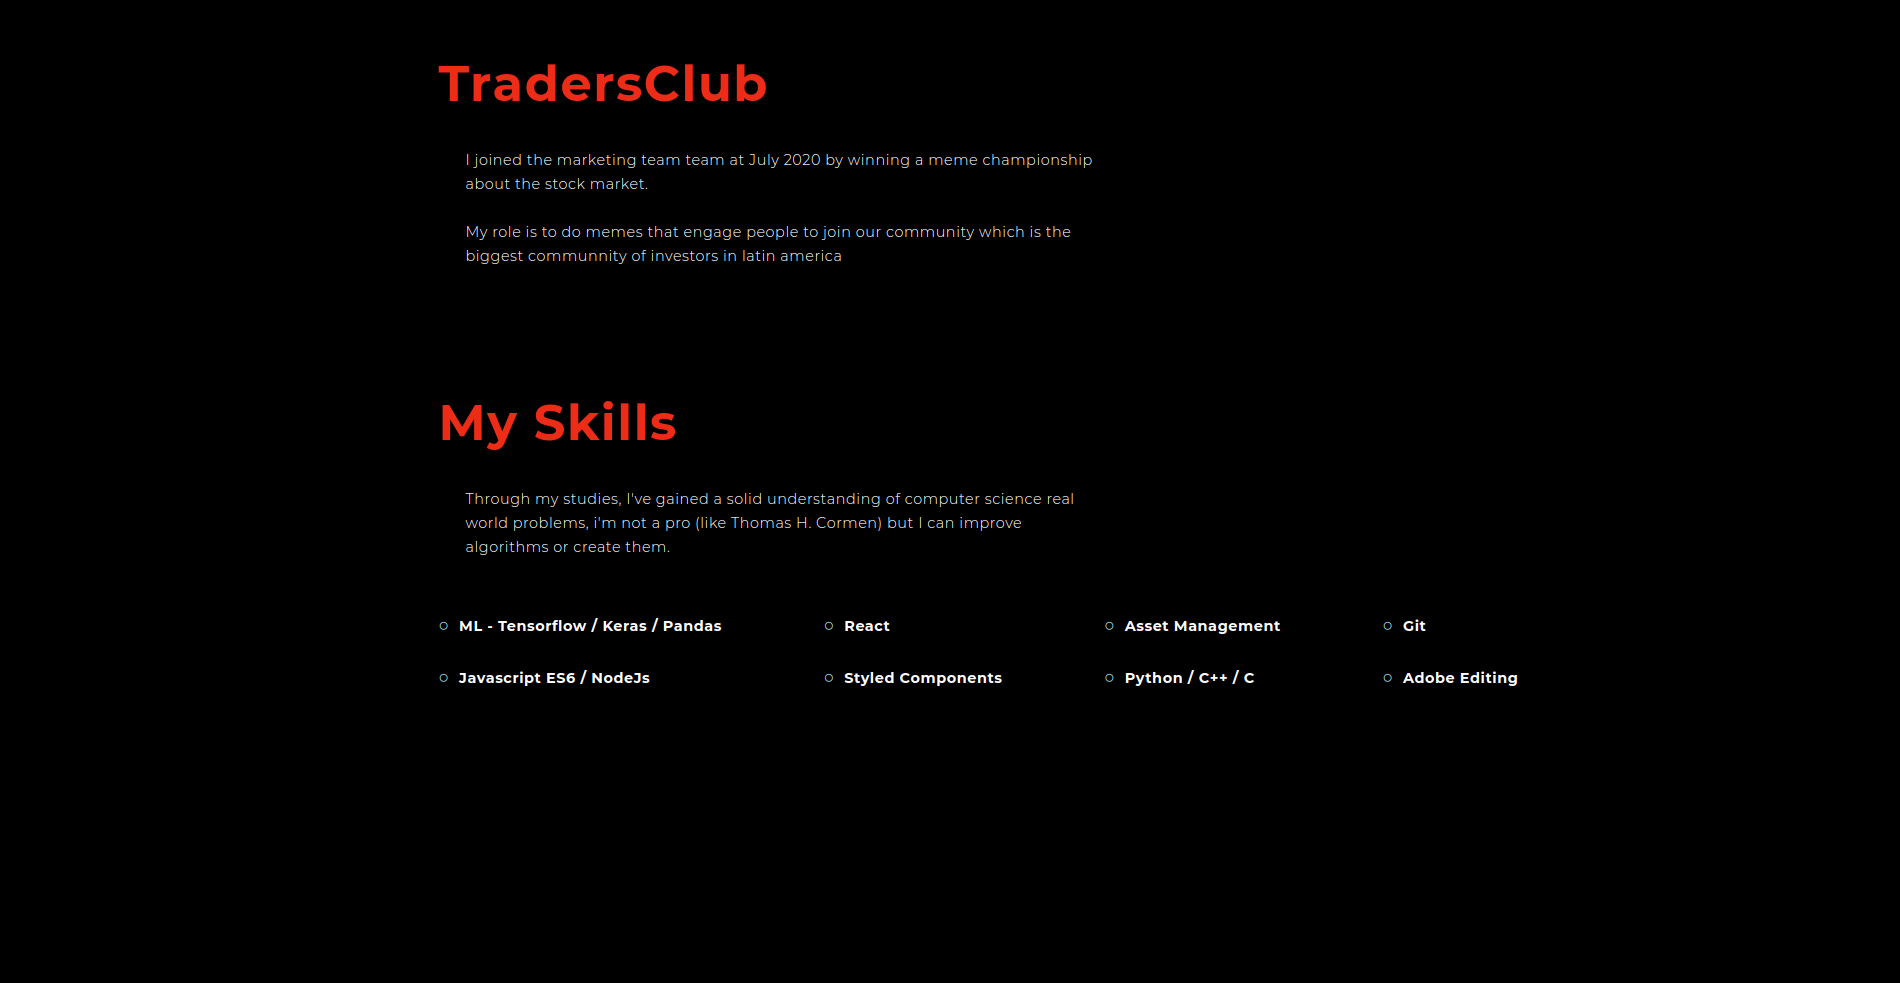 TradersClub
I joined the marketing team team at July 2020 by winning a meme championship
about the stock market.
My role is to do memes that engage people to join our community which is the
biggest communnity of investors in latin america
My Skills
Through my studies, I've gained a solid understanding of computer science real
world problems, i'm not a pro (like Thomas H. Cormen) but I can improve
algorithms or create them.
ML - Tensorflow / Keras / Pandas
React
Asset Management
Git
Javascript ES6 / NodeJs
Styled Components
Python / C++ / C
Adobe Editing